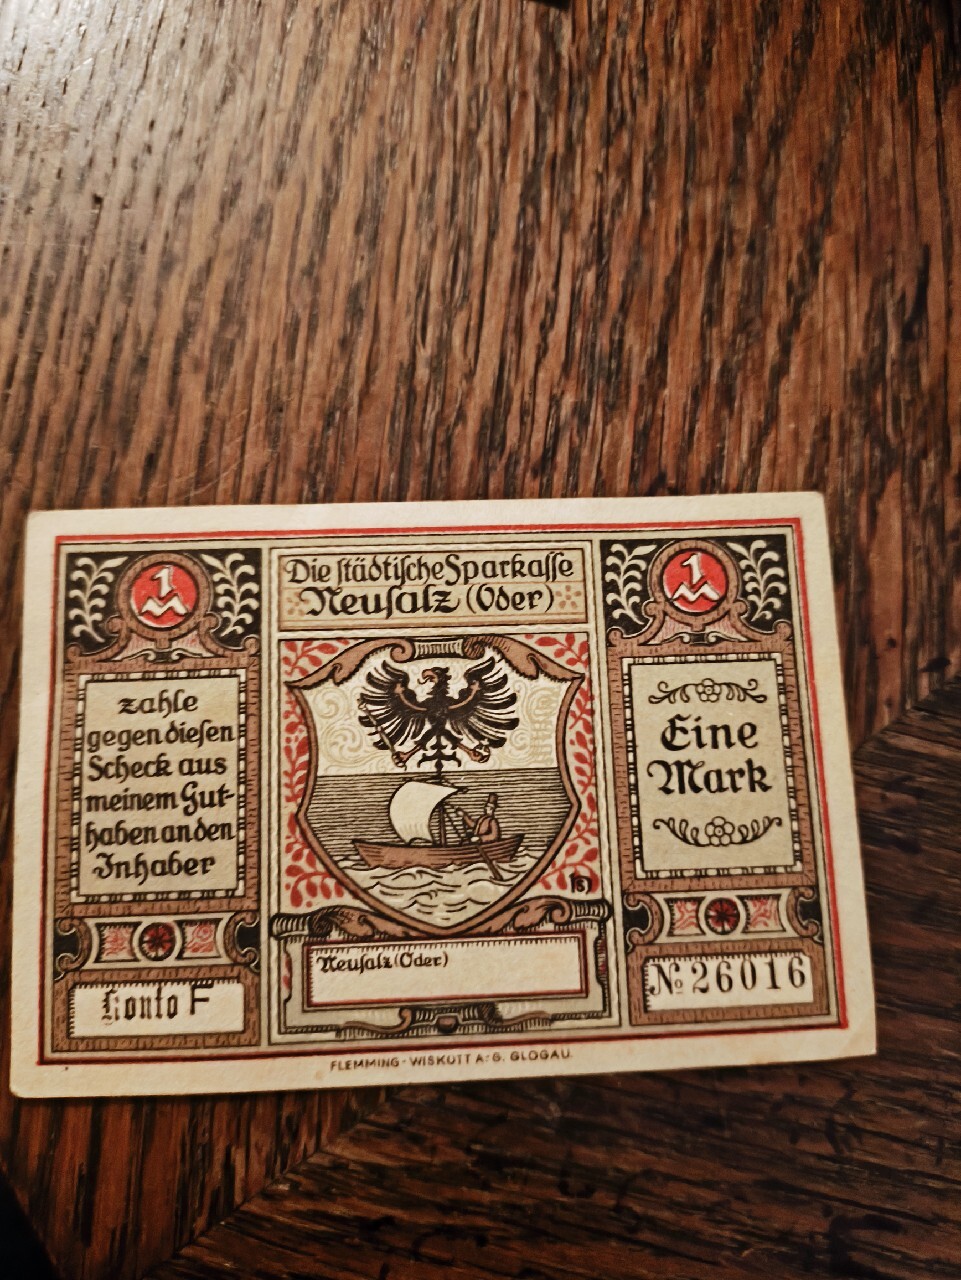 1
M
Die städtische Sparkasse
Neusalz (Oder)
1
M
zahle
gegen diesen
Scheck aus
meinem Gut-
haben an den
Inhaber
Eine
Mark
Neusalz (Oder)
Konto F
№ 26016
FLEMMING-WISKOTT A:G. GLOGAU.